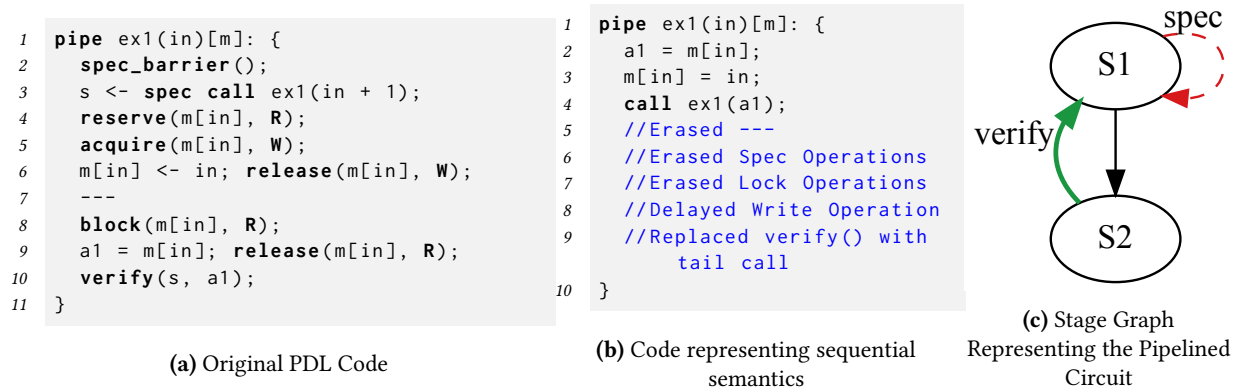 1 pipe ex1(in)[m]: {
2 spec_barrier();
3 s <- spec call ex1(in + 1);
4 reserve(m[in], R);
5 acquire(m[in], W);
6 m[in] <- in; release(m[in], W);
7 ---
8 block(m[in], R);
9 a1 = m[in]; release(m[in], R);
10 verify(s, a1);
11 }
(a) Original PDL Code
1 pipe ex1(in)[m]: {
2 a1 = m[in];
3 m[in] = in;
4 call ex1(a1);
5 //Erased ---
6 //Erased Spec Operations
7 //Erased Lock Operations
8 //Delayed Write Operation
9 //Replaced verify() with
tail call
10 }
(b) Code representing sequential
semantics
spec
S1
verify
S2
(c) Stage Graph
Representing the Pipelined
Circuit